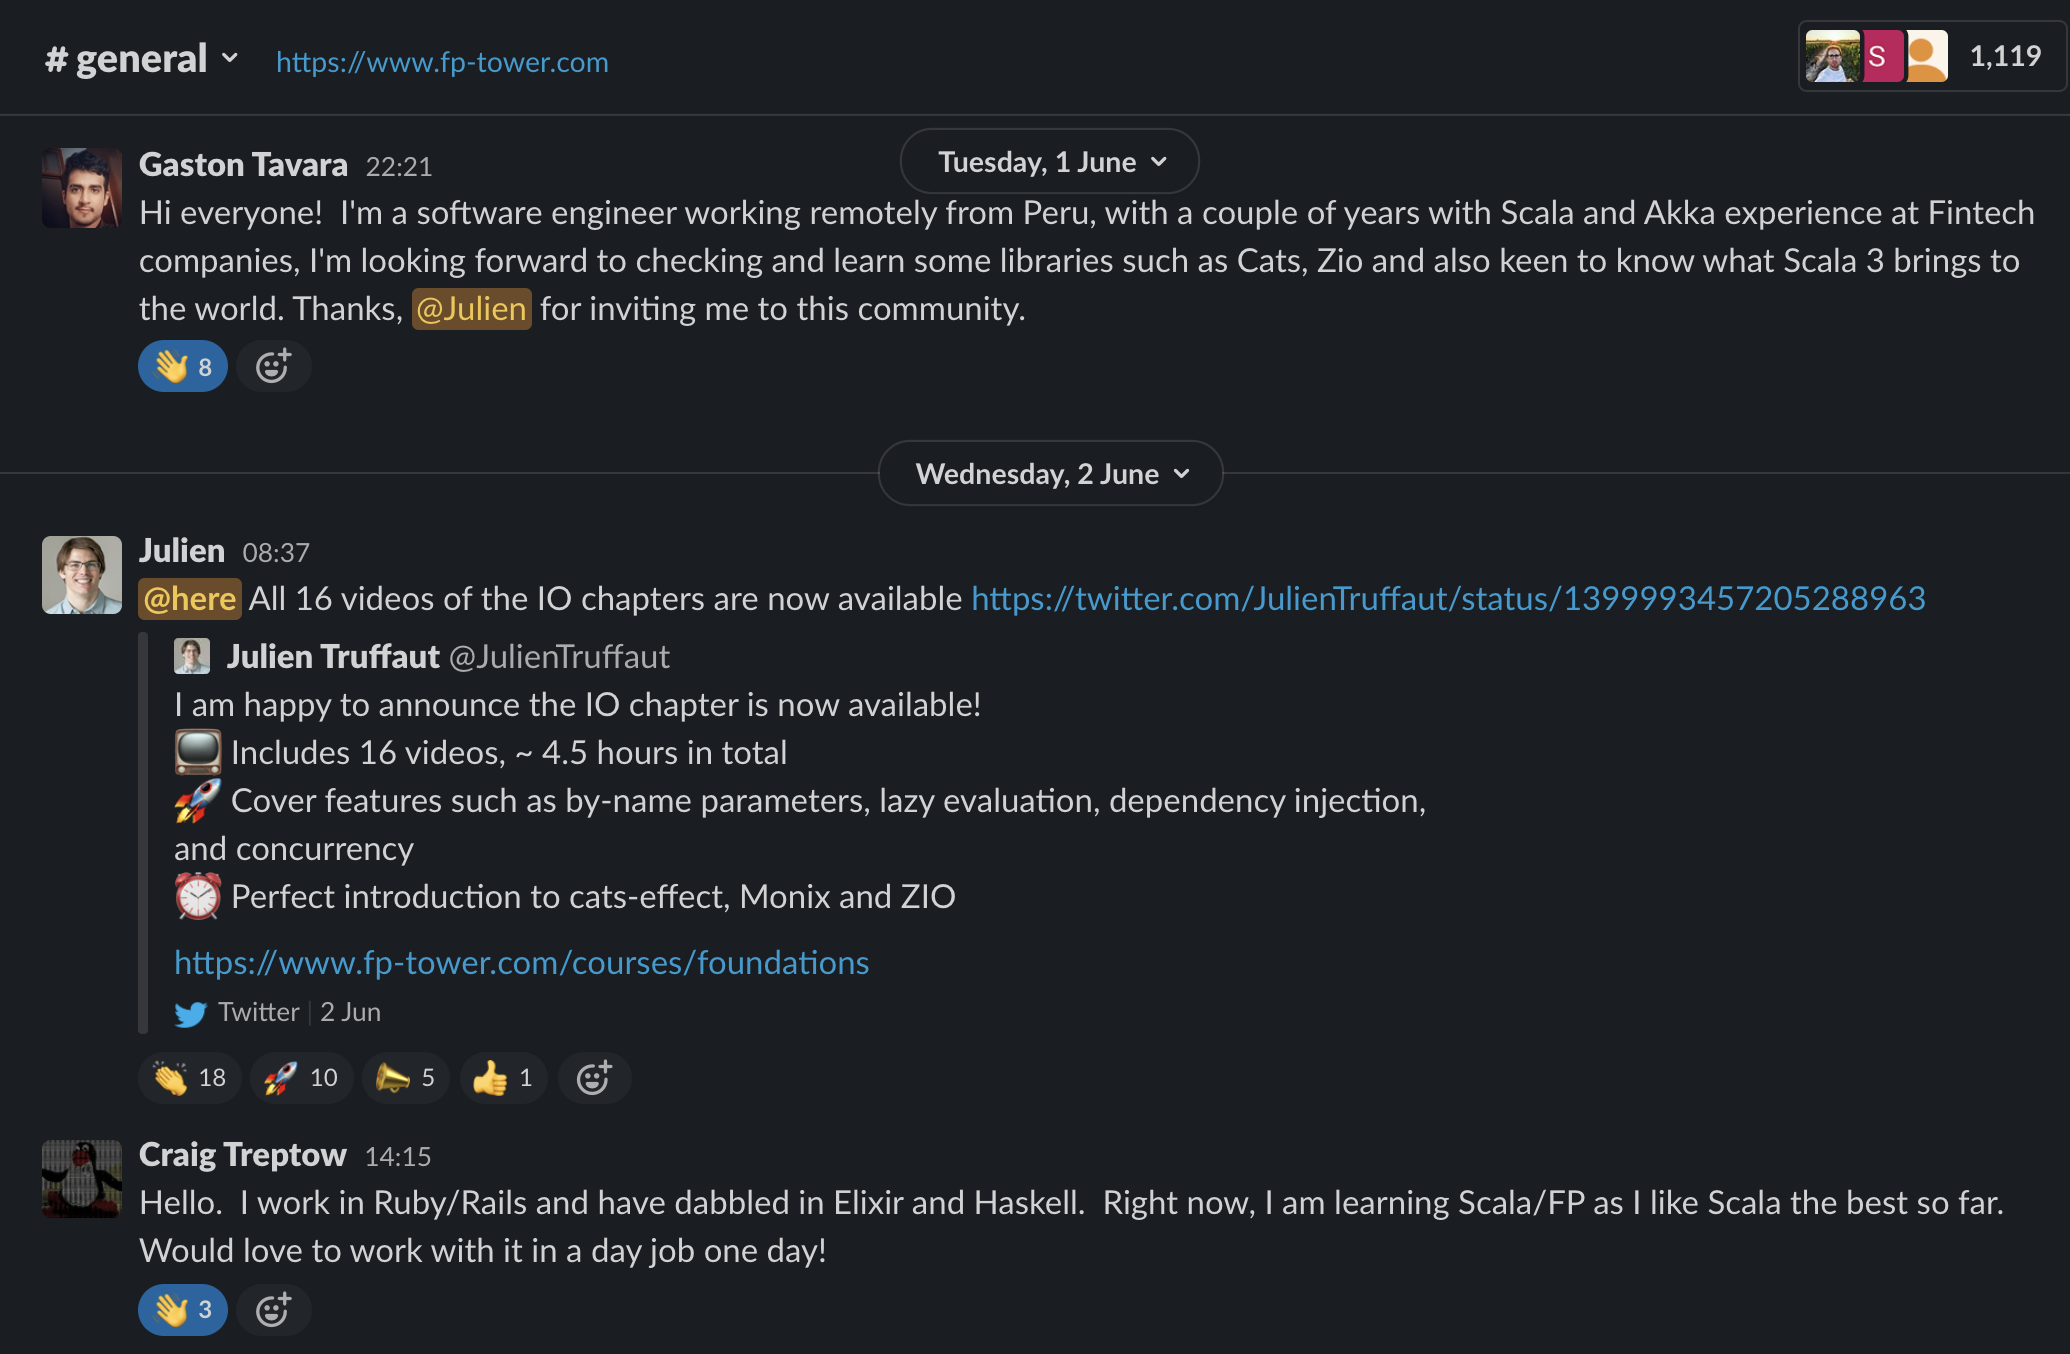 # general https://www.fp-tower.com
S 1,119
Tuesday, 1 June
Gaston Tavara 22:21
Hi everyone!  I'm a software engineer working remotely from Peru, with a couple of years with Scala and Akka experience at Fintech
companies, I'm looking forward to checking and learn some libraries such as Cats, Zio and also keen to know what Scala 3 brings to
the world. Thanks, @Julien for inviting me to this community.
8
Wednesday, 2 June
Julien 08:37
@here All 16 videos of the IO chapters are now available https://twitter.com/JulienTruffaut/status/1399993457205288963
Julien Truffaut @JulienTruffaut
I am happy to announce the IO chapter is now available!
Includes 16 videos, ~ 4.5 hours in total
Cover features such as by-name parameters, lazy evaluation, dependency injection,
and concurrency
Perfect introduction to cats-effect, Monix and ZIO
https://www.fp-tower.com/courses/foundations
Twitter | 2 Jun
18 10 5 1
Craig Treptow 14:15
Hello.  I work in Ruby/Rails and have dabbled in Elixir and Haskell.  Right now, I am learning Scala/FP as I like Scala the best so far.
Would love to work with it in a day job one day!
3